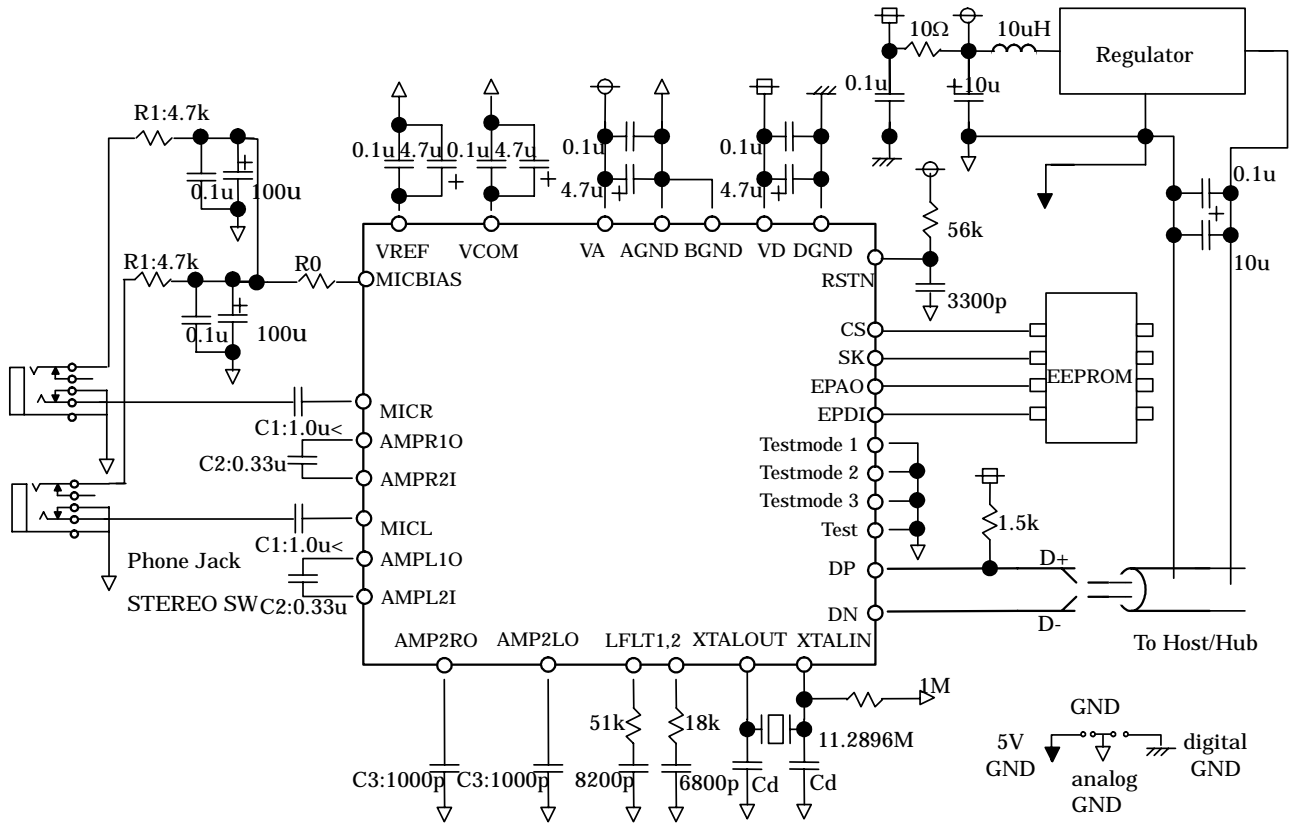 10Ω
10uH
Regulator
0.1u
+10u
R1:4.7k
0.1u
100u
0.1u
4.7u
0.1u
4.7u
0.1u
4.7u
0.1u
4.7u
0.1u
10u
56k
3300p
VREF
VCOM
VA
AGND
BGND
VD
DGND
RSTN
R1:4.7k
R0
MICBIAS
0.1u
100u
CS
SK
EPAO
EPDI
EEPROM
MICR
C1:1.0u<
AMPR1O
C2:0.33u
AMPR2I
Testmode 1
Testmode 2
Testmode 3
Test
1.5k
MICL
C1:1.0u<
Phone Jack
AMPL1O
STEREO SW
C2:0.33u
AMPL2I
DP
D+
DN
D-
To Host/Hub
AMP2RO
AMP2LO
LFLT1,2
XTALOUT
XTALIN
1M
51k
18k
11.2896M
C3:1000p
C3:1000p
8200p
6800p
Cd
Cd
GND
5V
GND
analog
GND
digital
GND